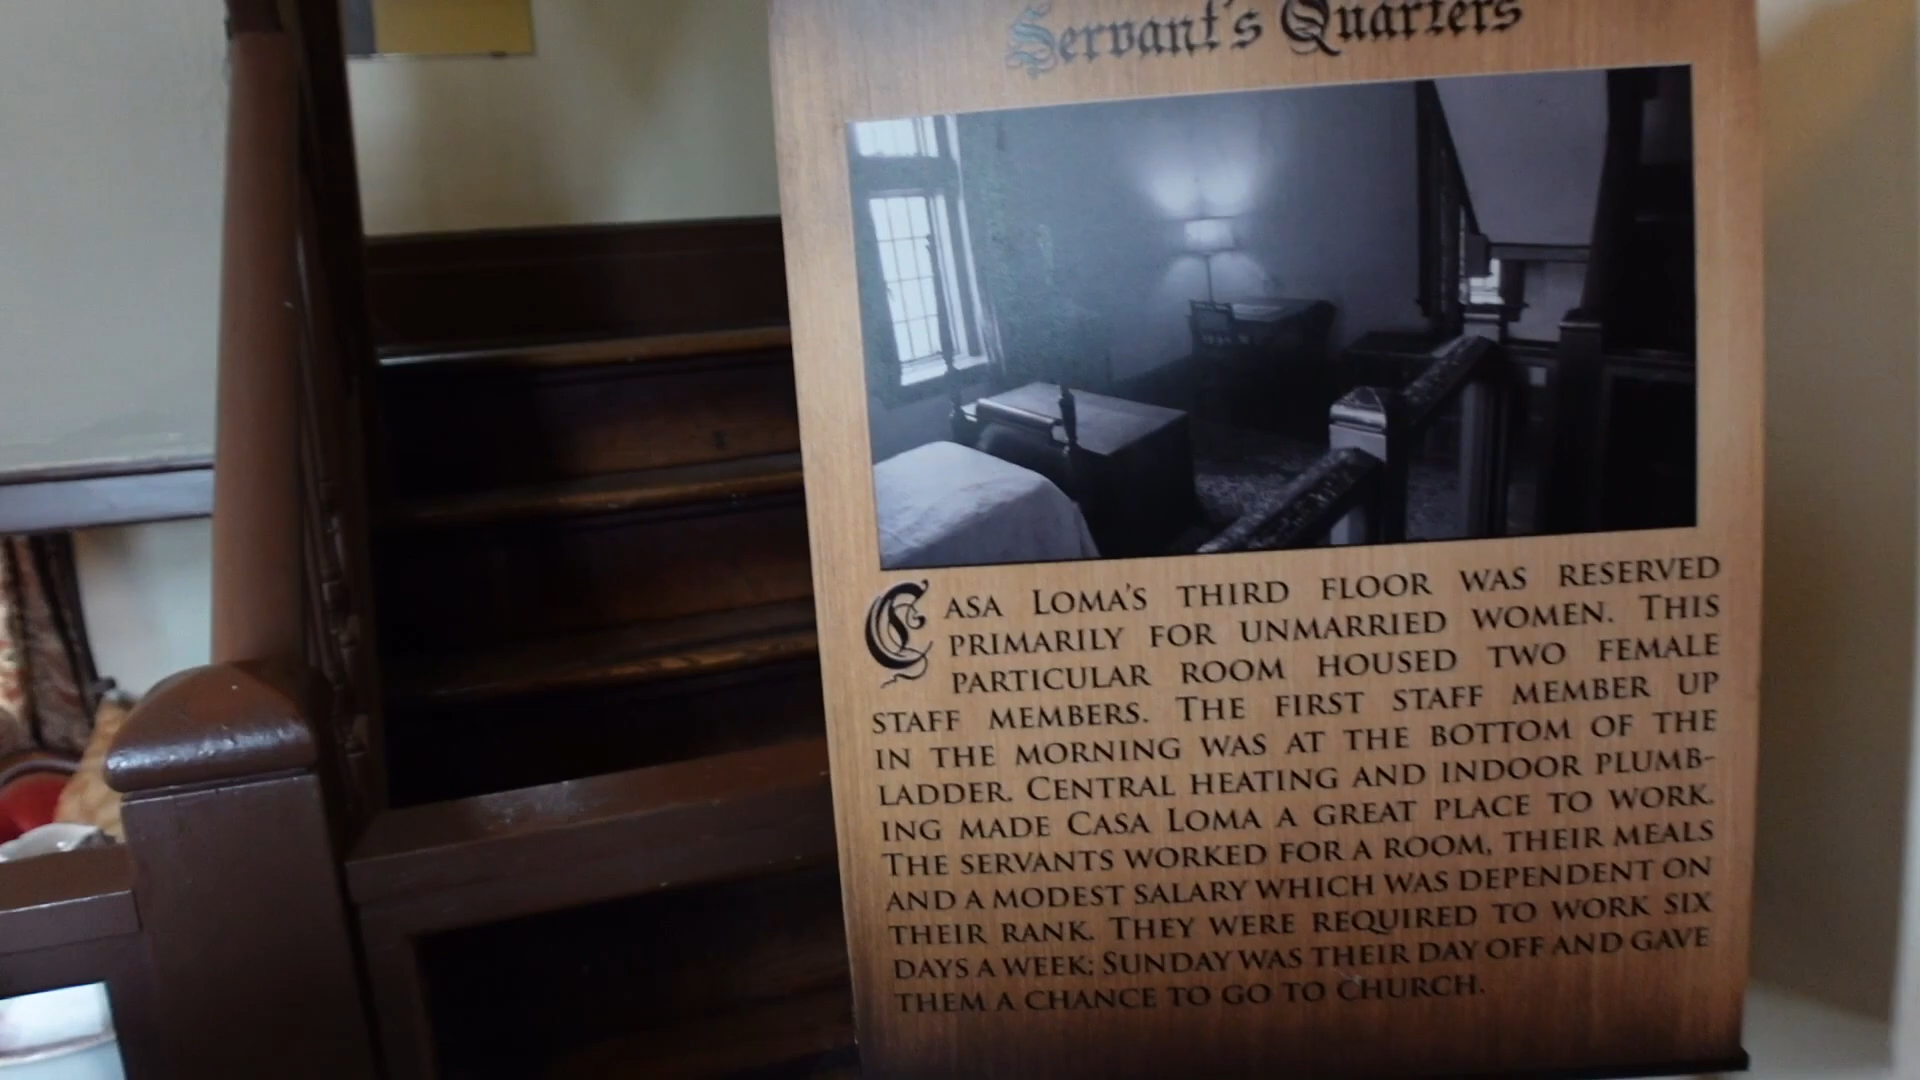 Servant's Quarters
CASA LOMA'S THIRD FLOOR WAS RESERVED
PRIMARILY FOR UNMARRIED WOMEN. THIS
PARTICULAR ROOM HOUSED TWO FEMALE
STAFF MEMBERS. THE FIRST STAFF MEMBER UP
IN THE MORNING WAS AT THE BOTTOM OF THE
LADDER. CENTRAL HEATING AND INDOOR PLUMB-
ING MADE CASA LOMA A GREAT PLACE TO WORK.
THE SERVANTS WORKED FOR A ROOM, THEIR MEALS
AND A MODEST SALARY WHICH WAS DEPENDENT ON
THEIR RANK. THEY WERE REQUIRED TO WORK SIX
DAYS A WEEK; SUNDAY WAS THEIR DAY OFF AND GAVE
THEM A CHANCE TO GO TO CHURCH.